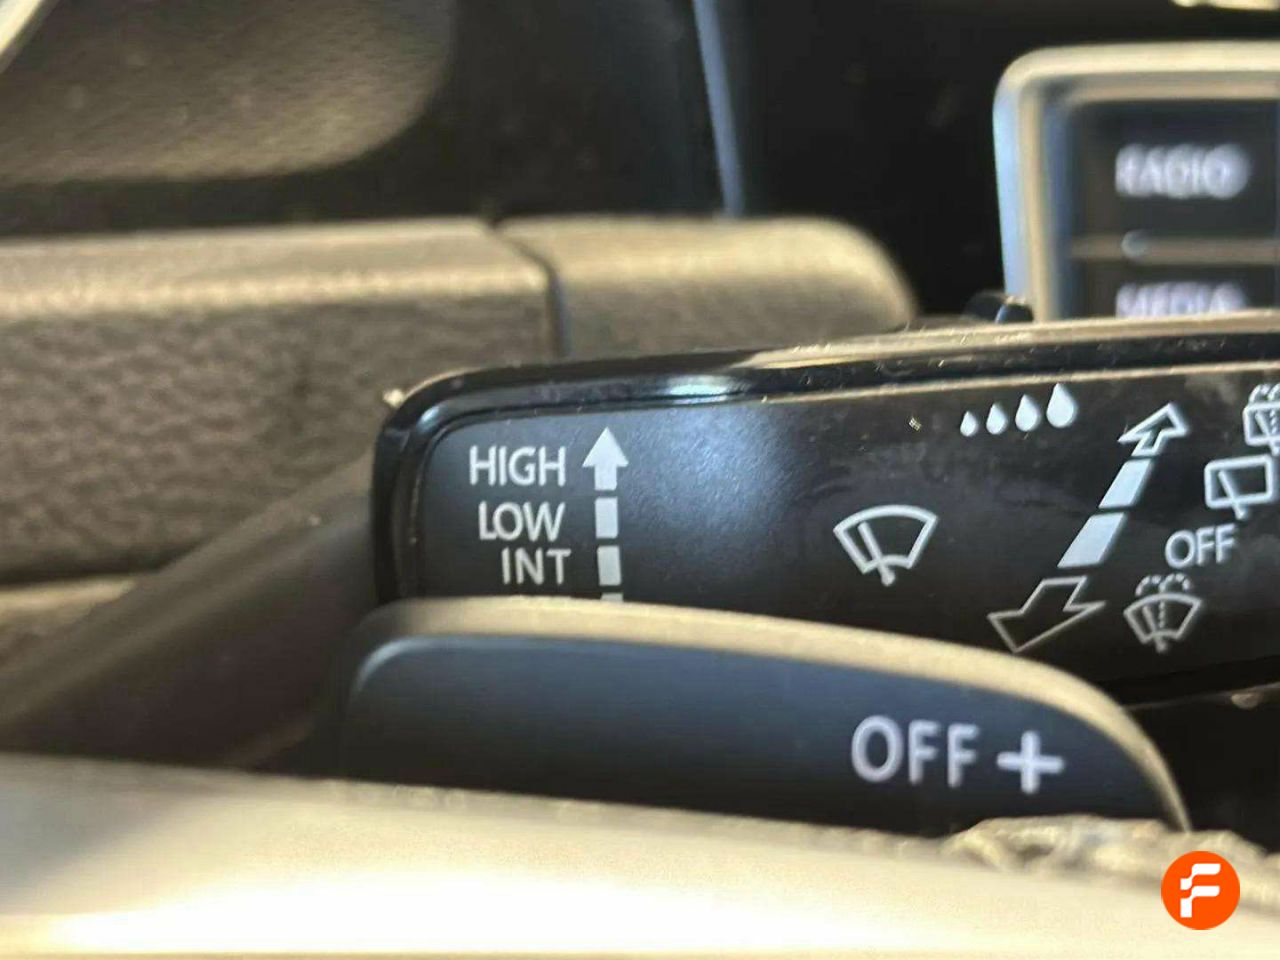 RADIO
MEDIA
HIGH
LOW
INT
OFF
OFF +